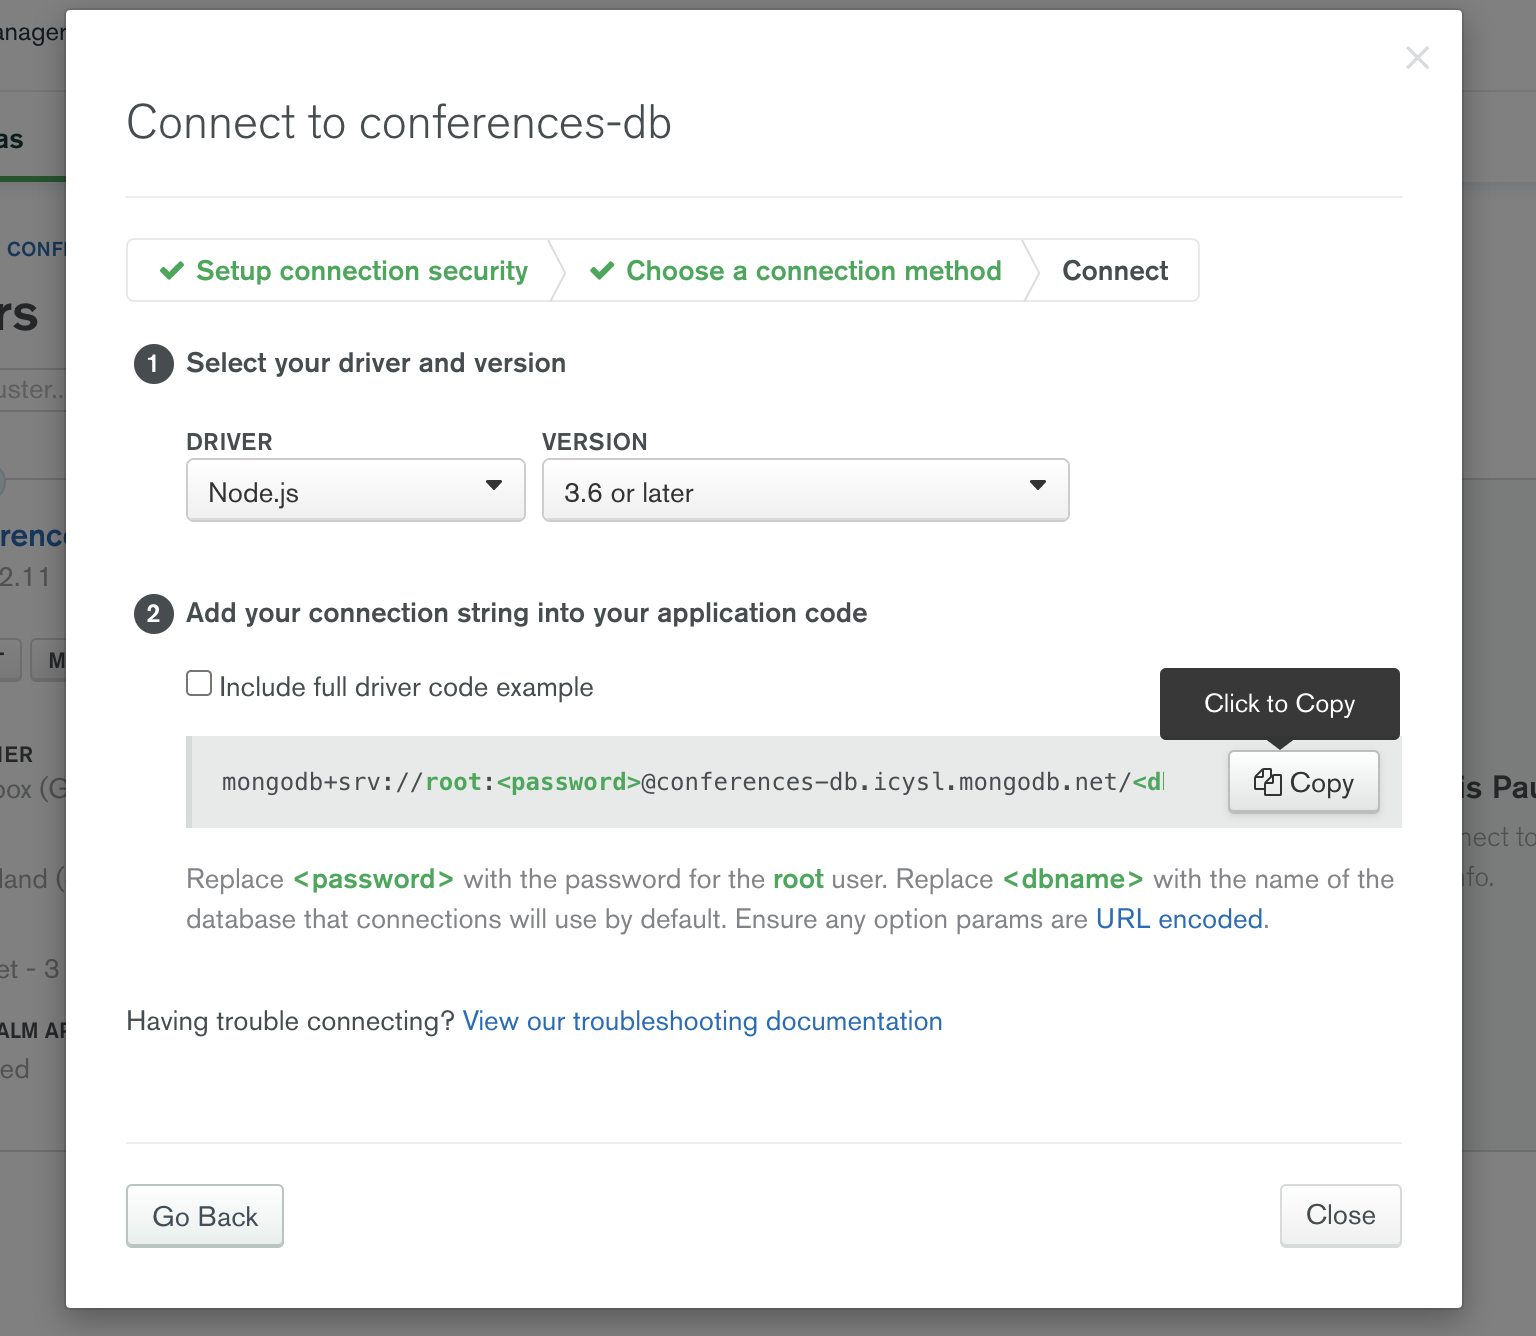 anager
Connect to conferences-db
as
CONFE
Setup connection security
Choose a connection method
Connect
rs
1 Select your driver and version
uster..
DRIVER
VERSION
Node.js
3.6 or later
renc
2.11
2 Add your connection string into your application code
M
Include full driver code example
Click to Copy
IER
mongodb+srv://root:<password>@conferences-db.icysl.mongodb.net/<d
Copy
is Pau
box (G
nect to
Replace <password> with the password for the root user. Replace <dbname> with the name of the
land (
fo.
database that connections will use by default. Ensure any option params are URL encoded.
et - 3
Having trouble connecting? View our troubleshooting documentation
ALM AP
ed
Go Back
Close